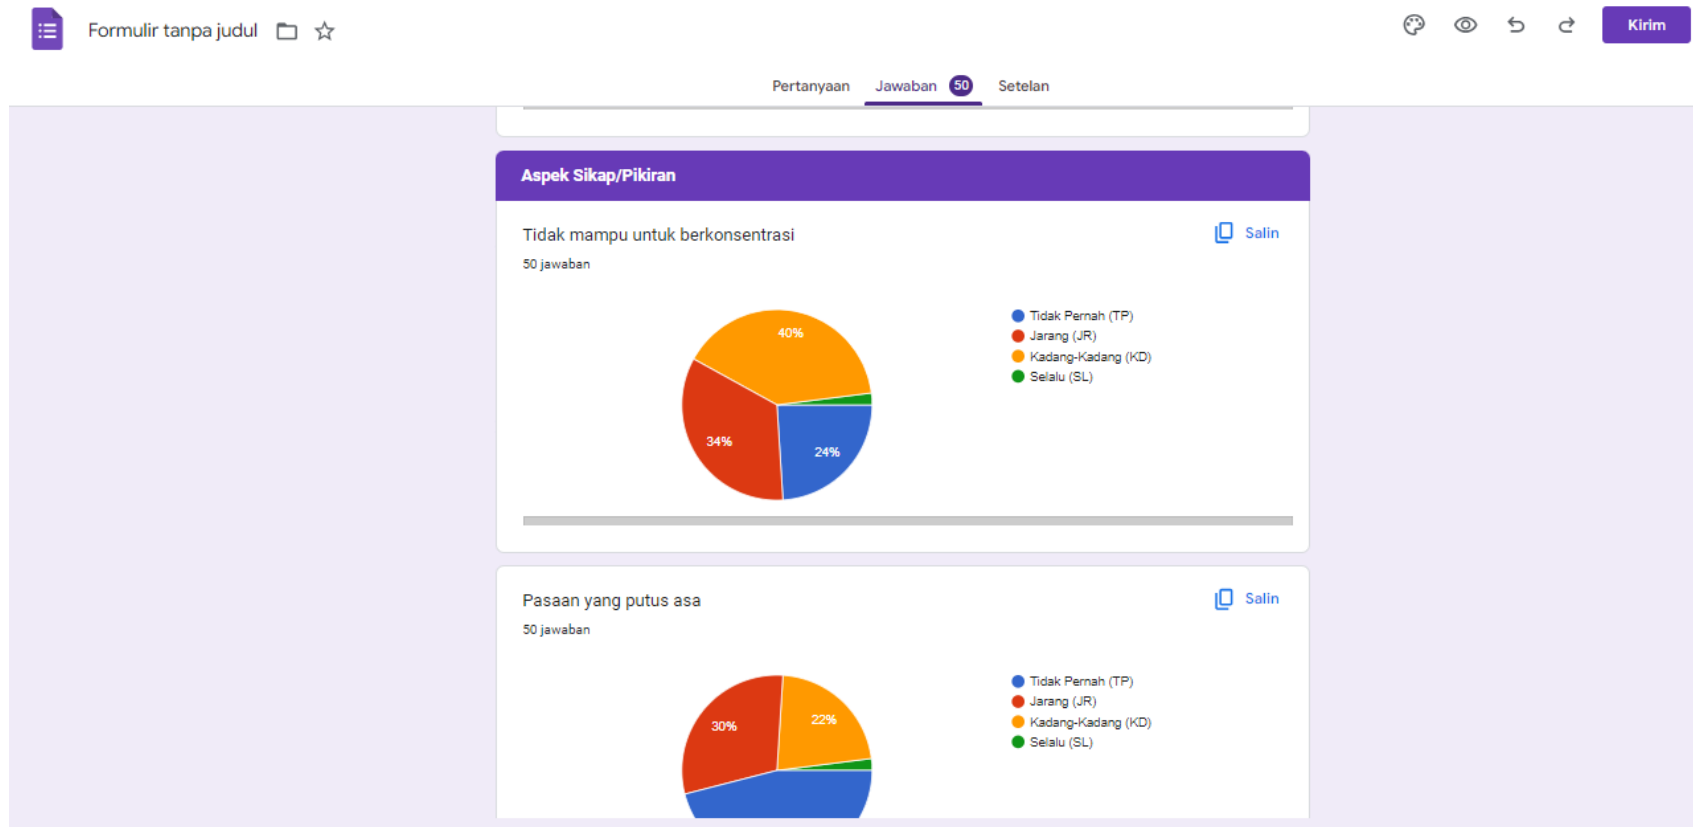 Formulir tanpa judul
Kirim
Pertanyaan Jawaban 50 Setelan
Aspek Sikap/Pikiran
Tidak mampu untuk berkonsentrasi
Salin
50 jawaban
Tidak Pernah (TP)
Jarang (JR)
Kadang-Kadang (KD)
Selalu (SL)
40%
34%
24%
Pasaan yang putus asa
Salin
50 jawaban
Tidak Pernah (TP)
Jarang (JR)
Kadang-Kadang (KD)
Selalu (SL)
30%
22%